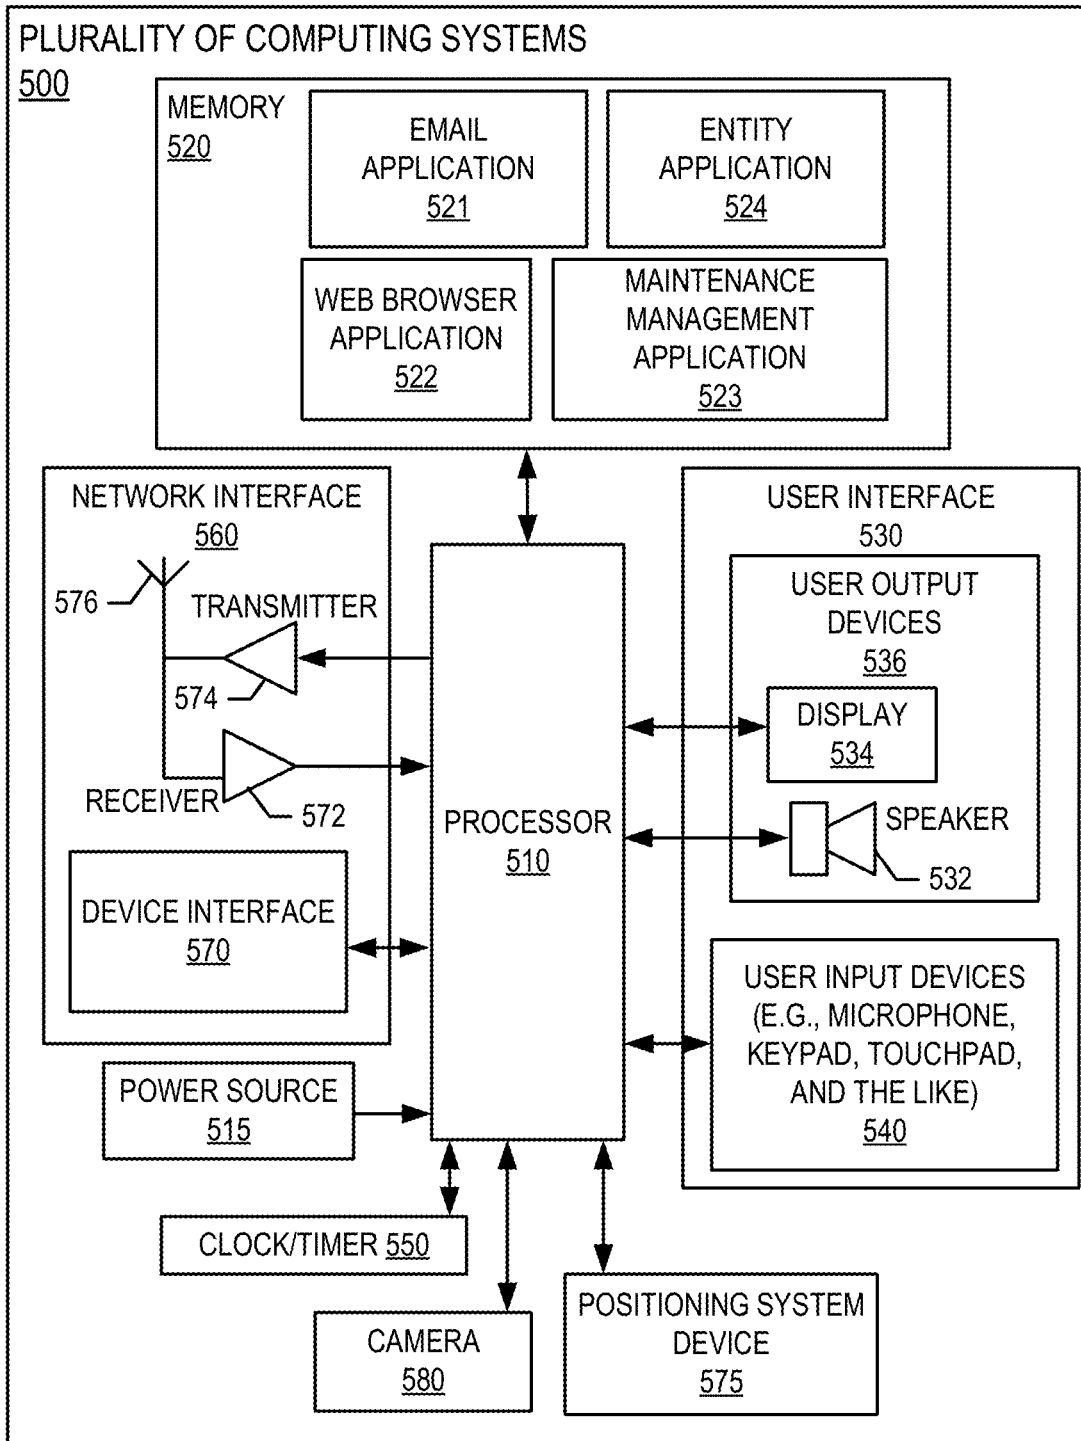 PLURALITY OF COMPUTING SYSTEMS
500
MEMORY
520
EMAIL
APPLICATION
521
ENTITY
APPLICATION
524
WEB BROWSER
APPLICATION
522
MAINTENANCE
MANAGEMENT
APPLICATION
523
NETWORK INTERFACE
560
576
TRANSMITTER
574
RECEIVER
572
DEVICE INTERFACE
570
PROCESSOR
510
USER INTERFACE
530
USER OUTPUT
DEVICES
536
DISPLAY
534
SPEAKER
532
USER INPUT DEVICES
(E.G., MICROPHONE,
KEYPAD, TOUCHPAD,
AND THE LIKE)
540
POWER SOURCE
515
CLOCK/TIMER 550
CAMERA
580
POSITIONING SYSTEM
DEVICE
575